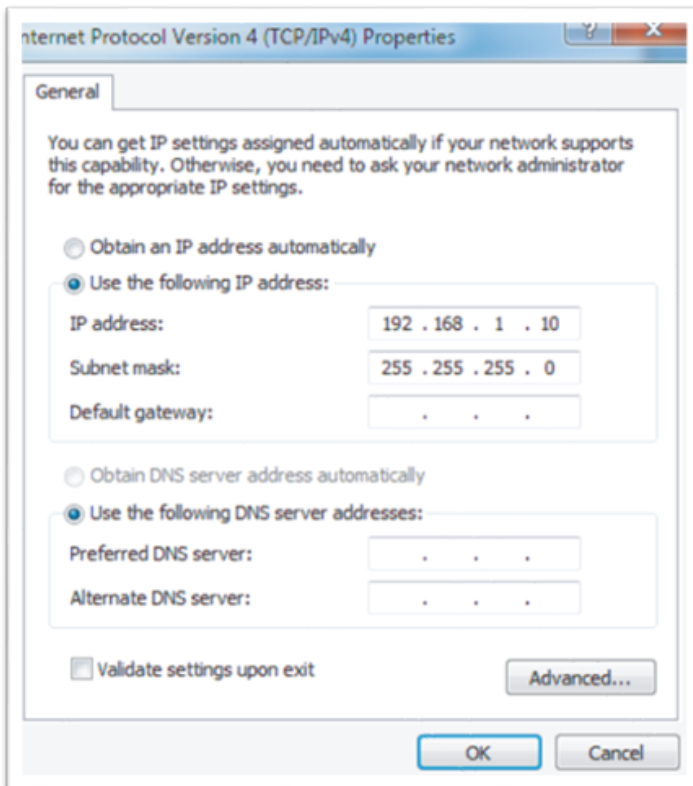 nternet Protocol Version 4 (TCP/IPv4) Properties
? X
General
You can get IP settings assigned automatically if your network supports
this capability. Otherwise, you need to ask your network administrator
for the appropriate IP settings.
Obtain an IP address automatically
Use the following IP address:
IP address: 192 . 168 . 1 . 10
Subnet mask: 255 . 255 . 255 . 0
Default gateway: . . .
Obtain DNS server address automatically
Use the following DNS server addresses:
Preferred DNS server: . . .
Alternate DNS server: . . .
Validate settings upon exit
Advanced...
OK Cancel